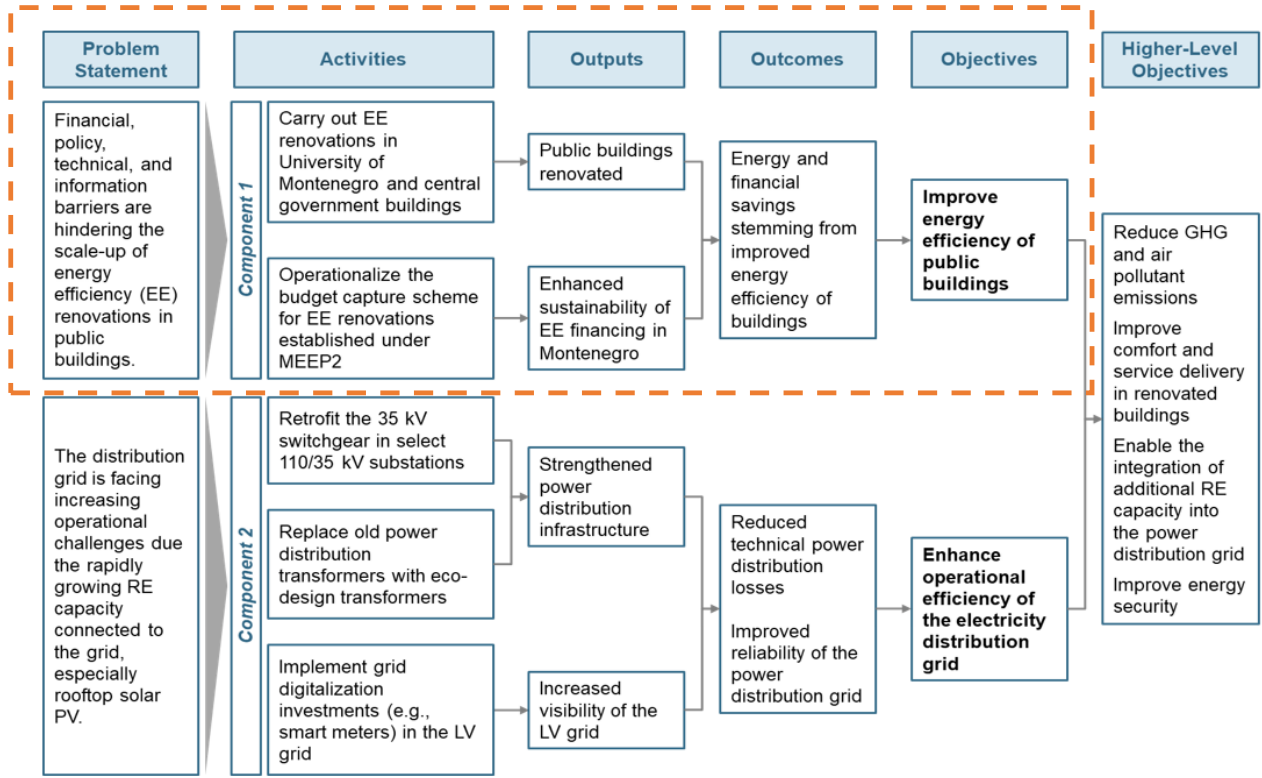 Problem
Statement
Activities
Outputs
Outcomes
Objectives
Higher-Level
Objectives
Financial,
policy,
technical, and
information
barriers are
hindering the
scale-up of
energy
efficiency (EE)
renovations in
public
buildings.
Component 1
Carry out EE
renovations in
University of
Montenegro and central
government buildings
Operationalize the
budget capture scheme
for EE renovations
established under
MEEP2
Public buildings
renovated
Enhanced
sustainability of
EE financing in
Montenegro
Energy and
financial
savings
stemming from
improved
energy
efficiency of
buildings
Improve
energy
efficiency of
public
buildings
The distribution
grid is facing
increasing
operational
challenges due
the rapidly
growing RE
capacity
connected to
the grid,
especially
rooftop solar
PV.
Component 2
Retrofit the 35 kV
switchgear in select
110/35 kV substations
Replace old power
distribution
transformers with eco-
design transformers
Implement grid
digitalization
investments (e.g.,
smart meters) in the LV
grid
Strengthened
power
distribution
infrastructure
Increased
visibility of the
LV grid
Reduced
technical power
distribution
losses
Improved
reliability of the
power
distribution grid
Enhance
operational
efficiency of
the electricity
distribution
grid
Reduce GHG
and air
pollutant
emissions
Improve
comfort and
service delivery
in renovated
buildings
Enable the
integration of
additional RE
capacity into
the power
distribution grid
Improve energy
security